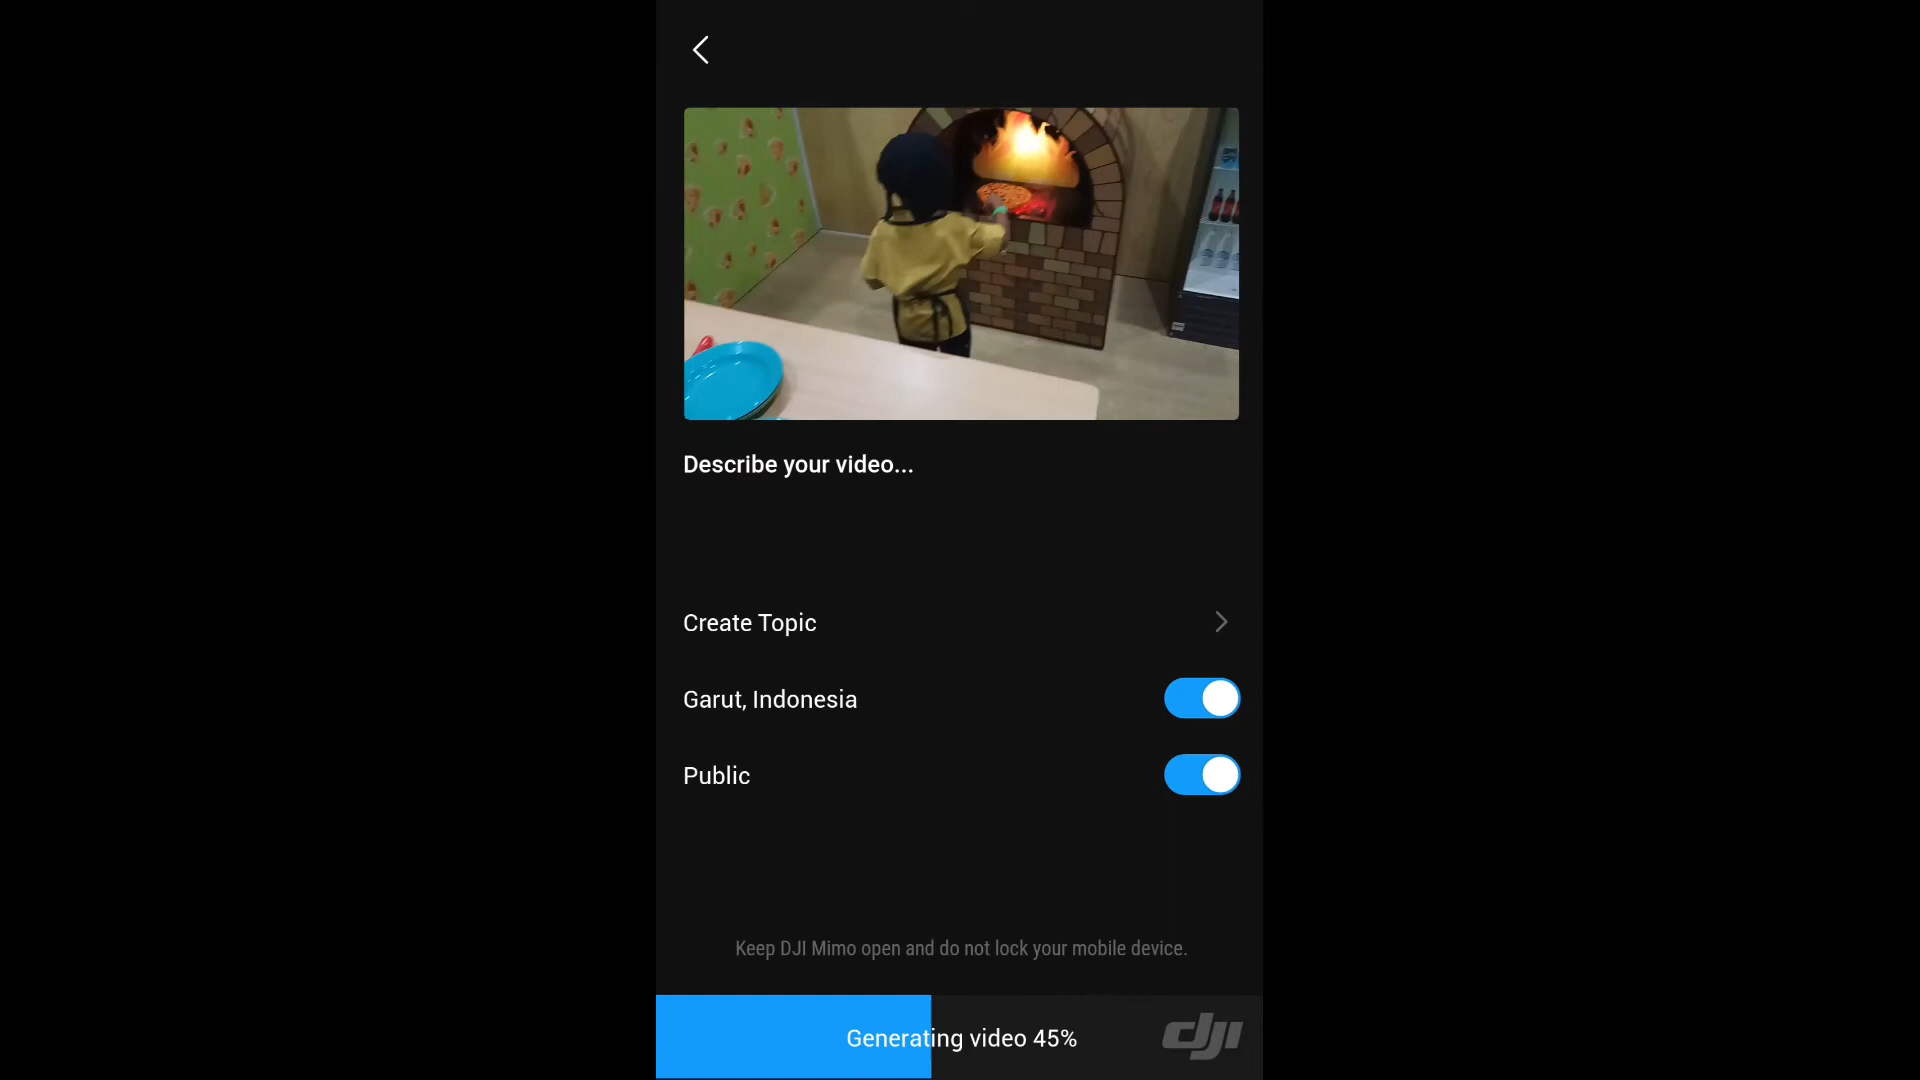 Describe your video...
Create Topic
Garut, Indonesia
Public
Keep DJI Mimo open and do not lock your mobile device.
Generating video 45%
dji